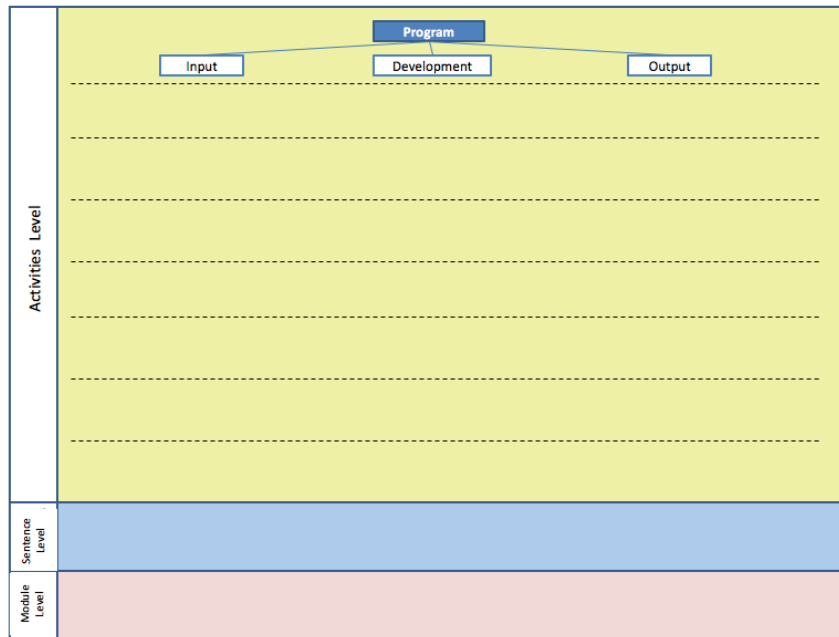 Program
Input
Development
Output
Activities Level
Sentence
Level
Module
Level